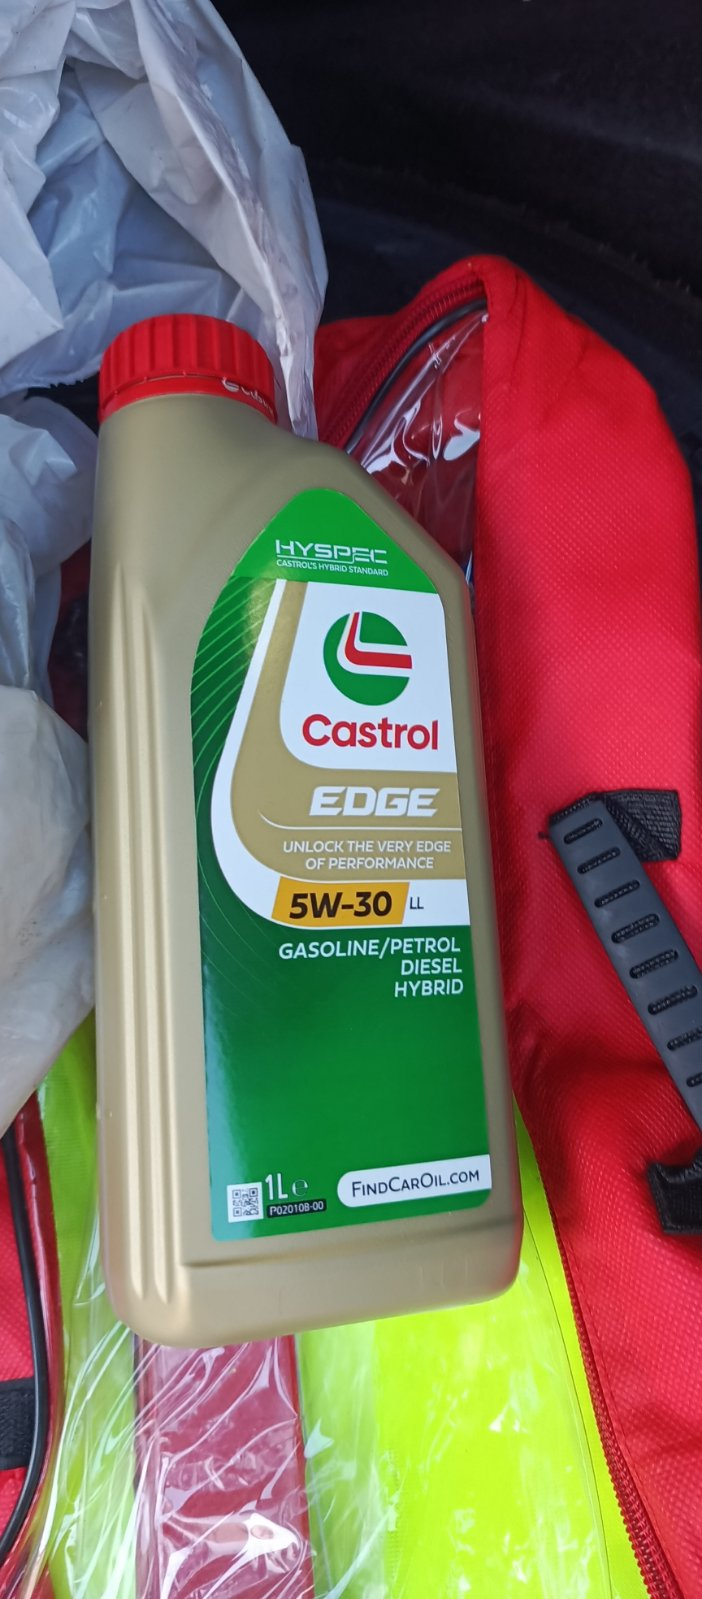 HYSPEC
CASTROL'S HYBRID STANDARD
Castrol
EDGE
UNLOCK THE VERY EDGE
OF PERFORMANCE
5W-30 LL
GASOLINE/PETROL
DIESEL
HYBRID
1L e
P02010B-00
FINDCAROIL.COM